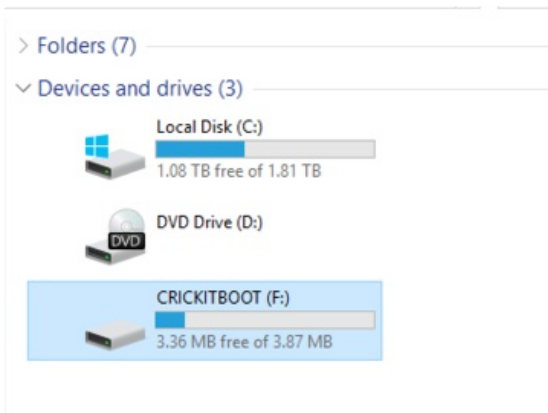 Folders (7)
Devices and drives (3)
Local Disk (C:)
1.08 TB free of 1.81 TB
DVD Drive (D:)
DVD
CRICKITBOOT (F:)
3.36 MB free of 3.87 MB